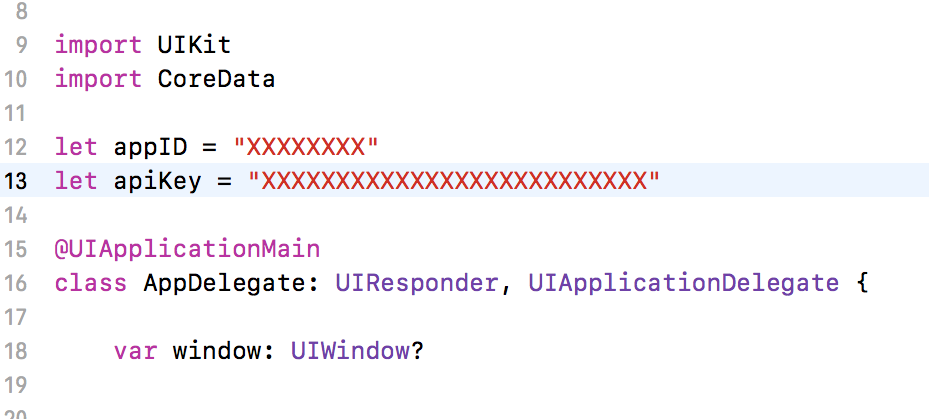 8
9 import UIKit
10 import CoreData
11
12 let appID = "XXXXXXXX"
13 let apiKey = "XXXXXXXXXXXXXXXXXXXXXXXXXX"
14
15 @UIApplicationMain
16 class AppDelegate: UIResponder, UIApplicationDelegate {
17
18 var window: UIWindow?
19
20